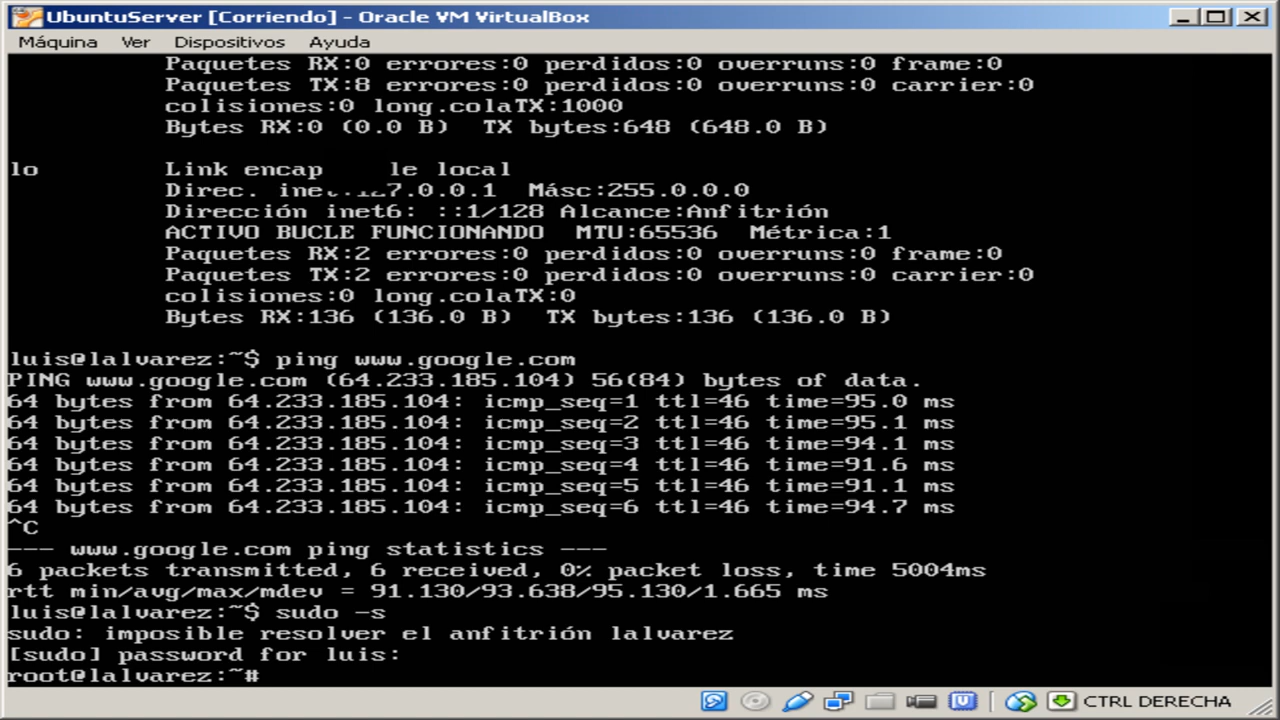 UbuntuServer [Corriendo] - Oracle VM VirtualBox
Máquina Ver Dispositivos Ayuda
Paquetes RX:0 errores:0 perdidos:0 overruns:0 frame:0
Paquetes TX:8 errores:0 perdidos:0 overruns:0 carrier:0
colisiones:0 long.colaTX:1000
Bytes RX:0 (0.0 B) TX bytes:648 (648.0 B)
lo Link encap le local
Direc. 7.0.0.1 Másc:255.0.0.0
Dirección inet6: ::1/128 Alcance:Anfitrión
ACTIVO BUCLE FUNCIONANDO MTU:65536 Métrica:1
Paquetes RX:2 errores:0 perdidos:0 overruns:0 frame:0
Paquetes TX:2 errores:0 perdidos:0 overruns:0 carrier:0
colisiones:0 long.colaTX:0
Bytes RX:136 (136.0 B) TX bytes:136 (136.0 B)
luis@lalvarez:~$ ping www.google.com
PING www.google.com (64.233.185.104) 56(84) bytes of data.
64 bytes from 64.233.185.104: icmp_seq=1 ttl=46 time=95.0 ms
64 bytes from 64.233.185.104: icmp_seq=2 ttl=46 time=95.1 ms
64 bytes from 64.233.185.104: icmp_seq=3 ttl=46 time=94.1 ms
64 bytes from 64.233.185.104: icmp_seq=4 ttl=46 time=91.6 ms
64 bytes from 64.233.185.104: icmp_seq=5 ttl=46 time=91.1 ms
64 bytes from 64.233.185.104: icmp_seq=6 ttl=46 time=94.7 ms
^C
--- www.google.com ping statistics ---
6 packets transmitted, 6 received, 0% packet loss, time 5004ms
rtt min/avg/max/mdev = 91.130/93.638/95.130/1.665 ms
luis@lalvarez:~$ sudo -s
sudo: imposible resolver el anfitrión lalvarez
[sudo] password for luis:
root@lalvarez:~#
CTRL DERECHA